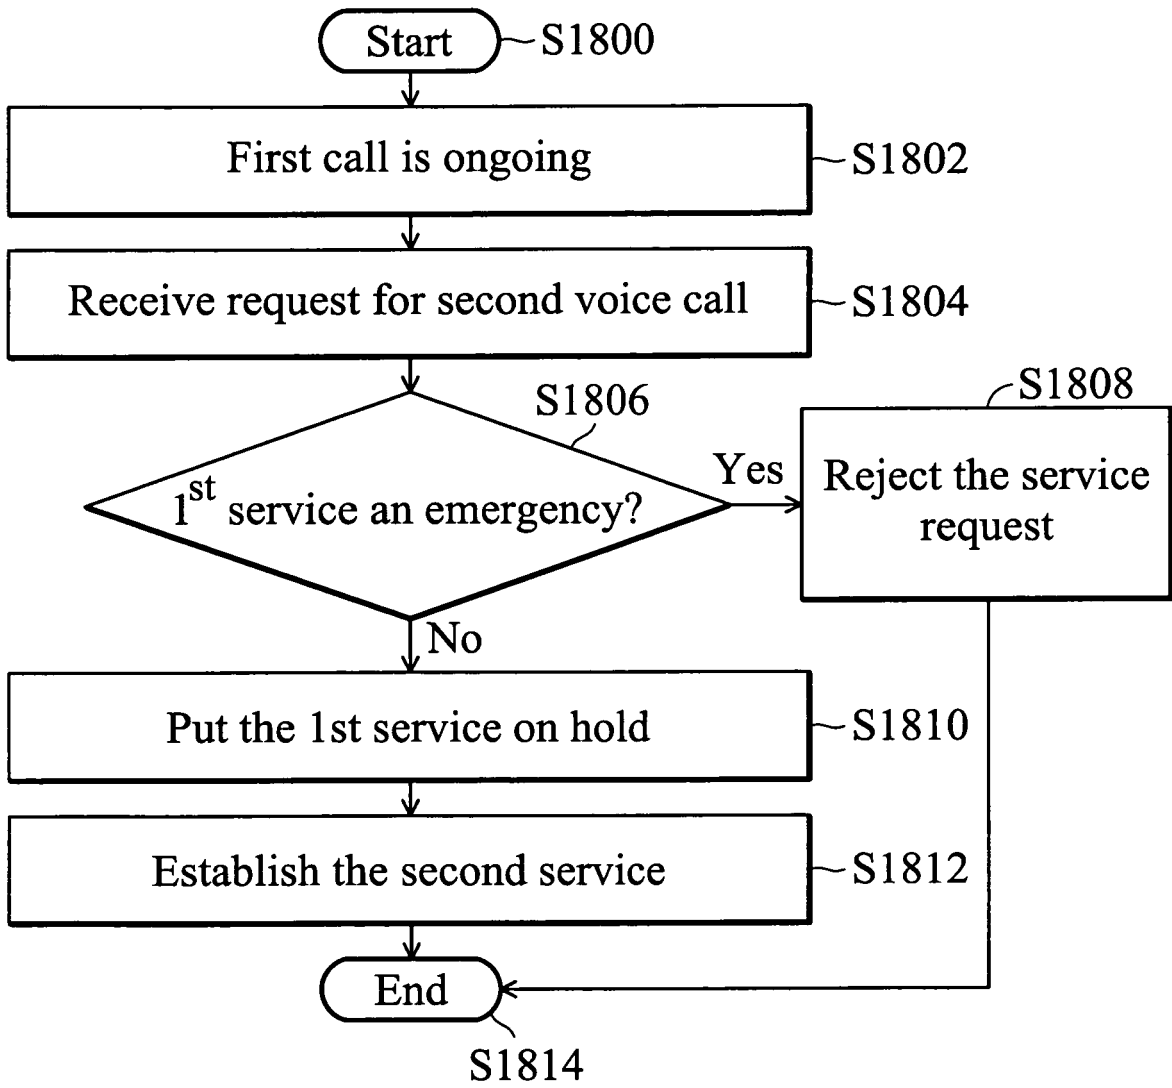 Start
S1800
First call is ongoing
S1802
Receive request for second voice call
S1804
S1806
S1808
1st service an emergency?
Yes
Reject the service
request
No
Put the 1st service on hold
S1810
Establish the second service
S1812
End
S1814